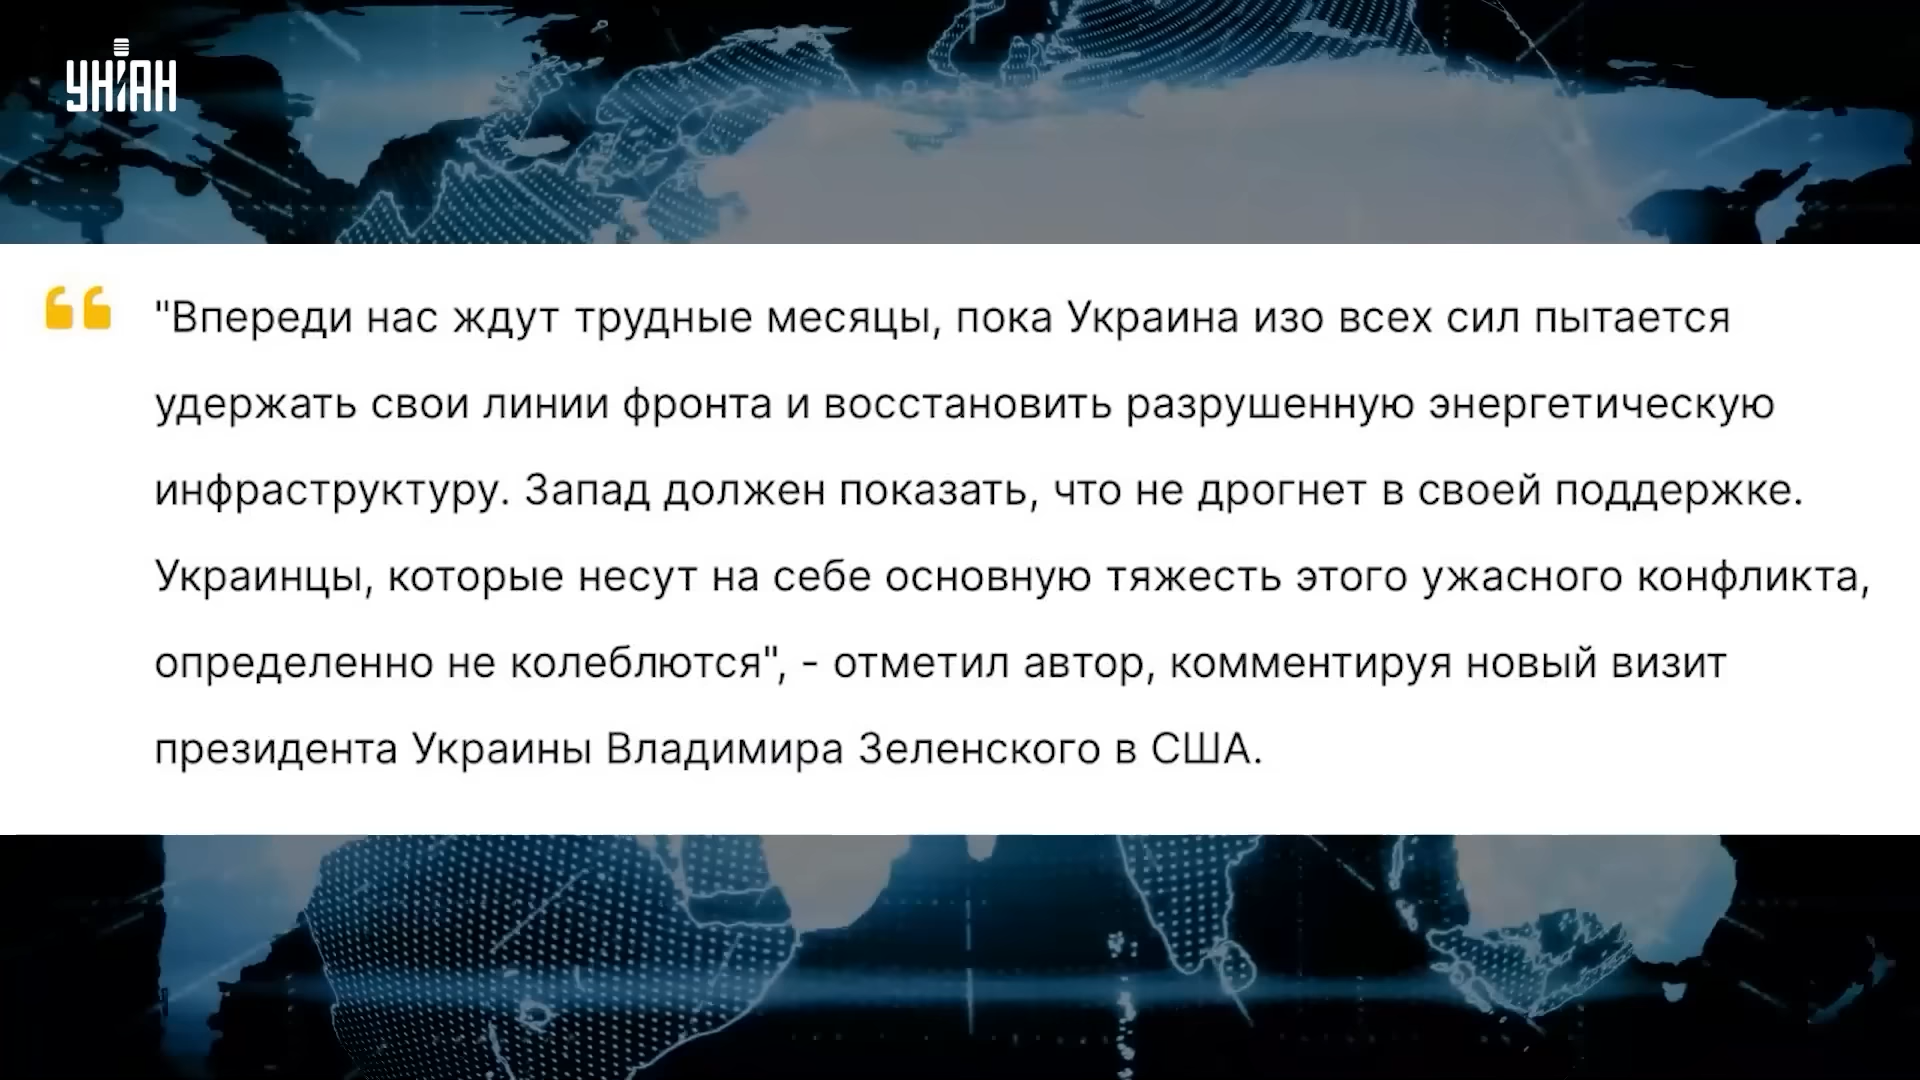 УНІАН
"Впереди нас ждут трудные месяцы, пока Украина изо всех сил пытается
удержать свои линии фронта и восстановить разрушенную энергетическую
инфраструктуру. Запад должен показать, что не дрогнет в своей поддержке.
Украинцы, которые несут на себе основную тяжесть этого ужасного конфликта,
определенно не колеблются", - отметил автор, комментируя новый визит
президента Украины Владимира Зеленского в США.